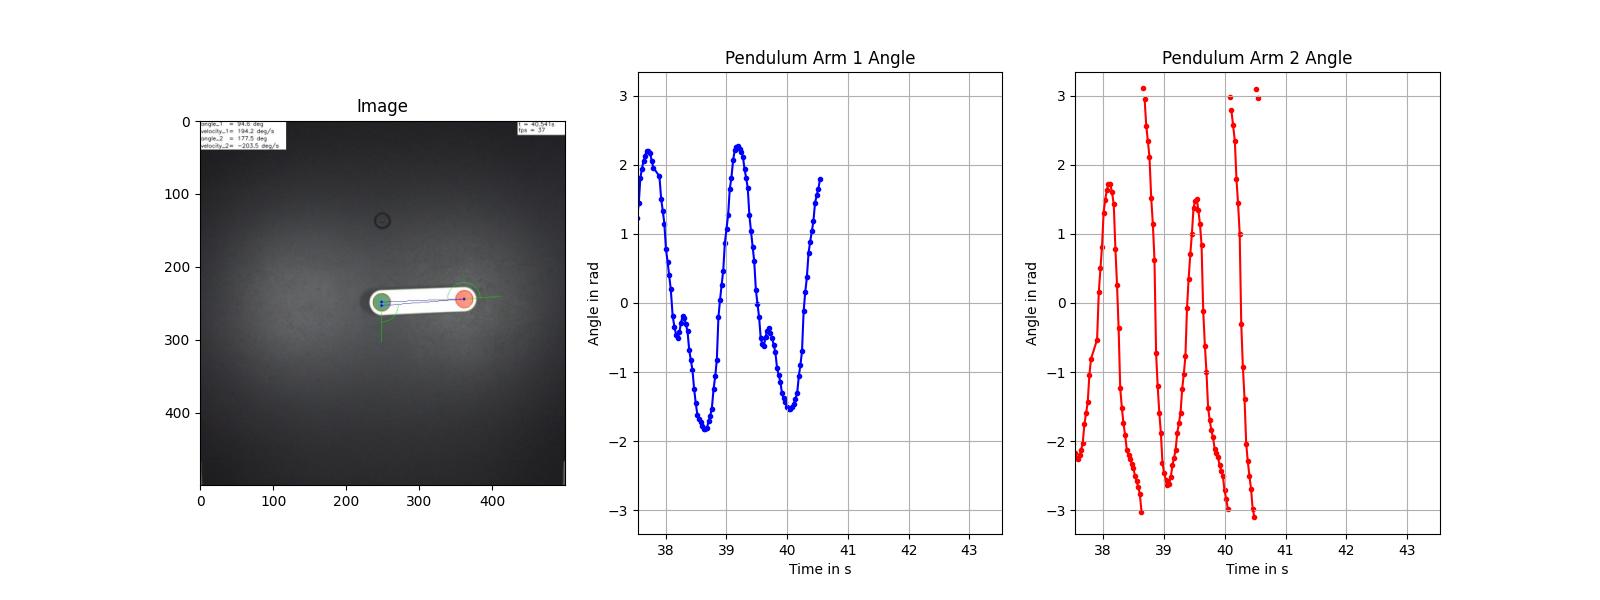 Image
angle_1 = 94.6 deg
velocity_1= 194.2 deg/s
angle_2 = 177.5 deg
velocity_2= -203.5 deg/s
t = 40.541s
fps = 37
0
100
200
300
400
0 100 200 300 400
Pendulum Arm 1 Angle
Angle in rad
3
2
1
0
−1
−2
−3
38 39 40 41 42 43
Time in s
Pendulum Arm 2 Angle
Angle in rad
3
2
1
0
−1
−2
−3
38 39 40 41 42 43
Time in s